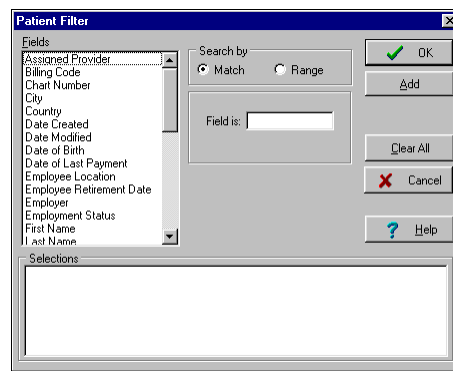 Patient Filter
Fields
Assigned Provider
Billing Code
Chart Number
City
Country
Date Created
Date Modified
Date of Birth
Date of Last Payment
Employee Location
Employee Retirement Date
Employer
Employment Status
First Name
Last Name
Search by
Match
Range
Field is:
OK
Add
Clear All
Cancel
Help
Selections